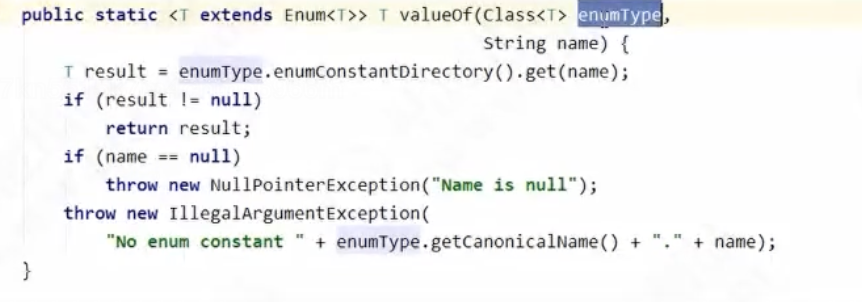 public static <T extends Enum<T>> T valueOf(Class<T> enumType,
String name) {
T result = enumType.enumConstantDirectory().get(name);
if (result != null)
return result;
if (name == null)
throw new NullPointerException("Name is null");
throw new IllegalArgumentException(
"No enum constant " + enumType.getCanonicalName() + "." + name);
}